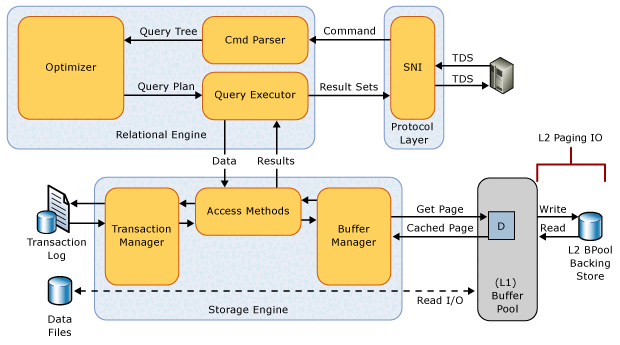 Query Tree
Cmd Parser
Command
Optimizer
SNI
TDS
TDS
Query Plan
Query Executor
Result Sets
Relational Engine
Protocol
Layer
L2 Paging IO
Data
Results
Transaction
Manager
Access Methods
Buffer
Manager
Get Page
Cached Page
D
Write
Read
Transaction
Log
L2 BPool
Backing
Store
(L1)
Buffer
Pool
Read I/O
Storage Engine
Data
Files